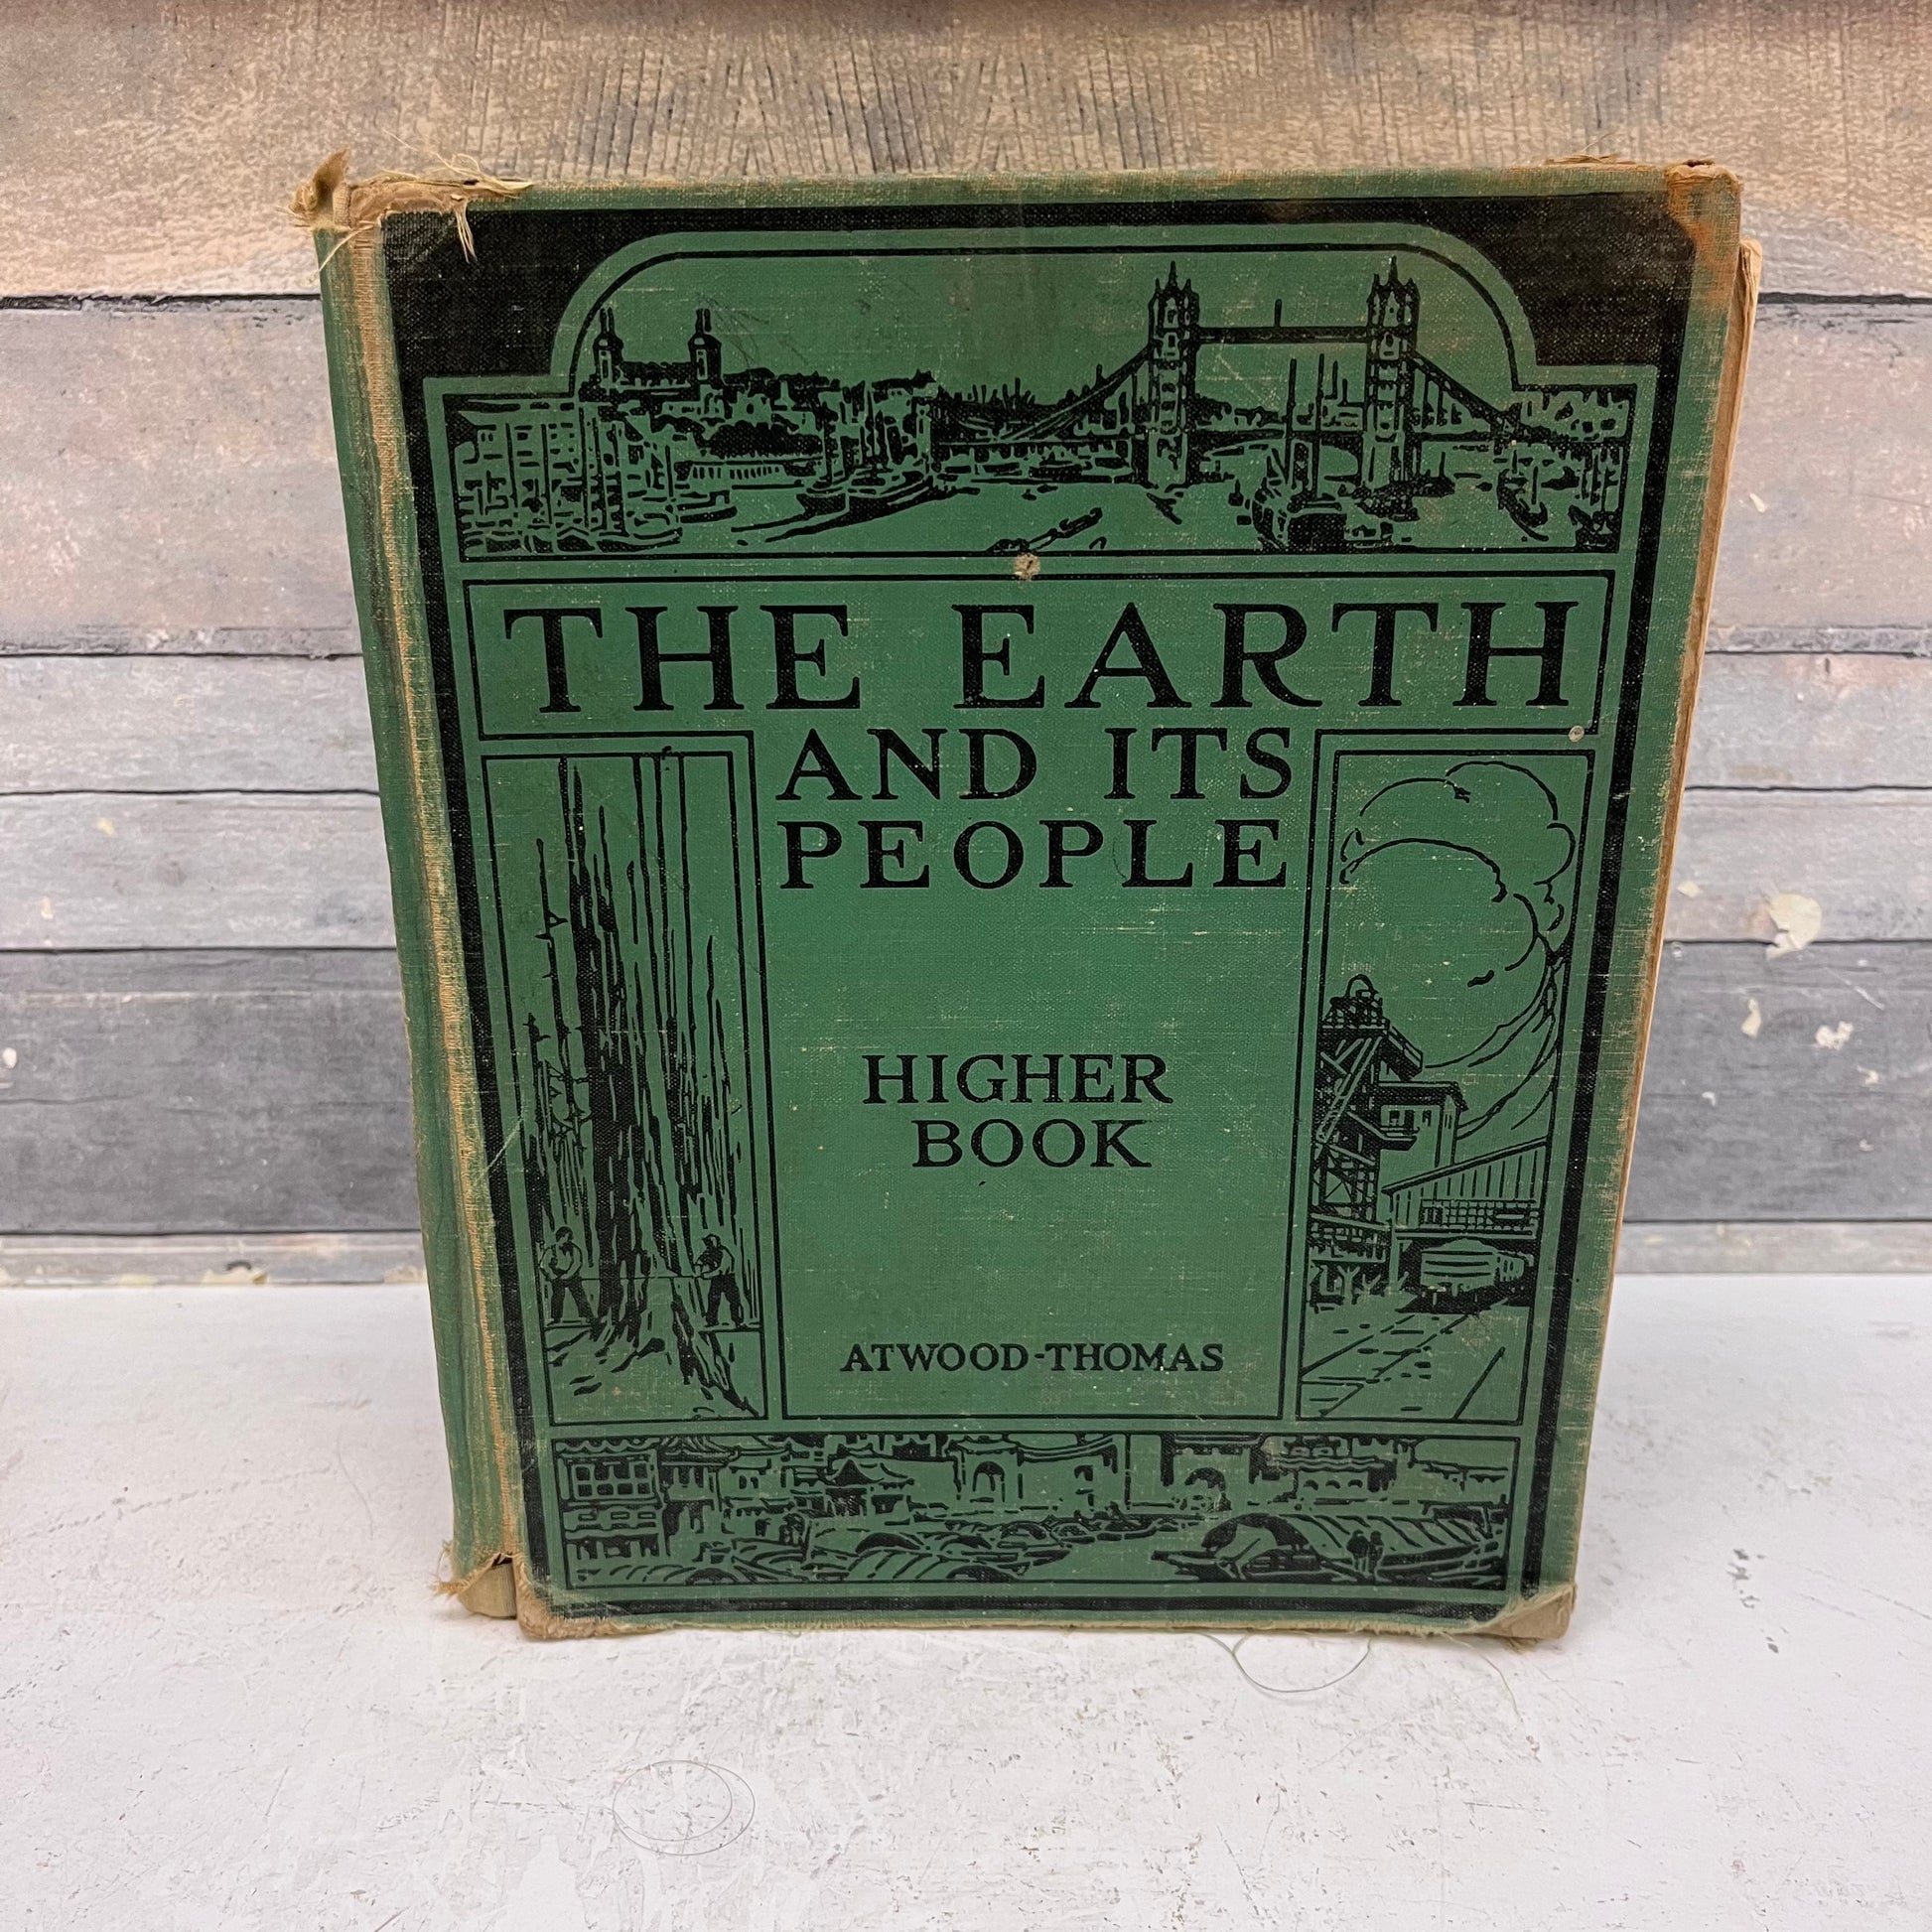 THE EARTH
AND ITS
PEOPLE
HIGHER
BOOK
ATWOOD-THOMAS